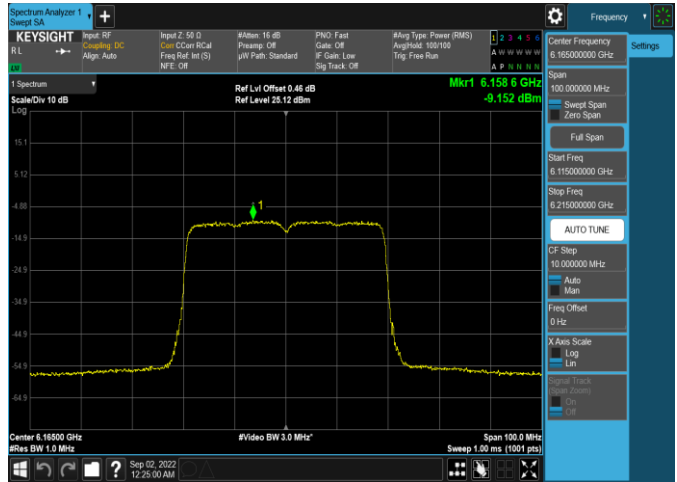 Spectrum Analyzer 1
Swept SA
+
Frequency
KEYSIGHT
RL
Input: RF
Coupling: DC
Align: Auto
Input Z: 50 Ω
Corr CCorr RCal
Freq Ref: Int (S)
NFE: Off
#Atten: 16 dB
Preamp: Off
µW Path: Standard
PNO: Fast
Gate: Off
IF Gain: Low
Sig Track: Off
#Avg Type: Power (RMS)
Avg|Hold: 100/100
Trig: Free Run
1 2 3 4 5 6
A W W W W W
A P N N N N
1 Spectrum
Scale/Div 10 dB
Log
Ref Lvl Offset 0.46 dB
Ref Level 25.12 dBm
Mkr1 6.158 6 GHz
-9.152 dBm
15.1
5.12
-4.88
-14.9
-24.9
-34.9
-44.9
-54.9
-64.9
1
Center 6.16500 GHz
#Res BW 1.0 MHz
#Video BW 3.0 MHz*
Span 100.0 MHz
Sweep 1.00 ms (1001 pts)
Center Frequency
6.165000000 GHz
Settings
Span
100.000000 MHz
Swept Span
Zero Span
Full Span
Start Freq
6.115000000 GHz
Stop Freq
6.215000000 GHz
AUTO TUNE
CF Step
10.000000 MHz
Auto
Man
Freq Offset
0 Hz
X Axis Scale
Log
Lin
Signal Track
(Span Zoom)
On
Off
?
Sep 02, 2022
12:25:00 AM